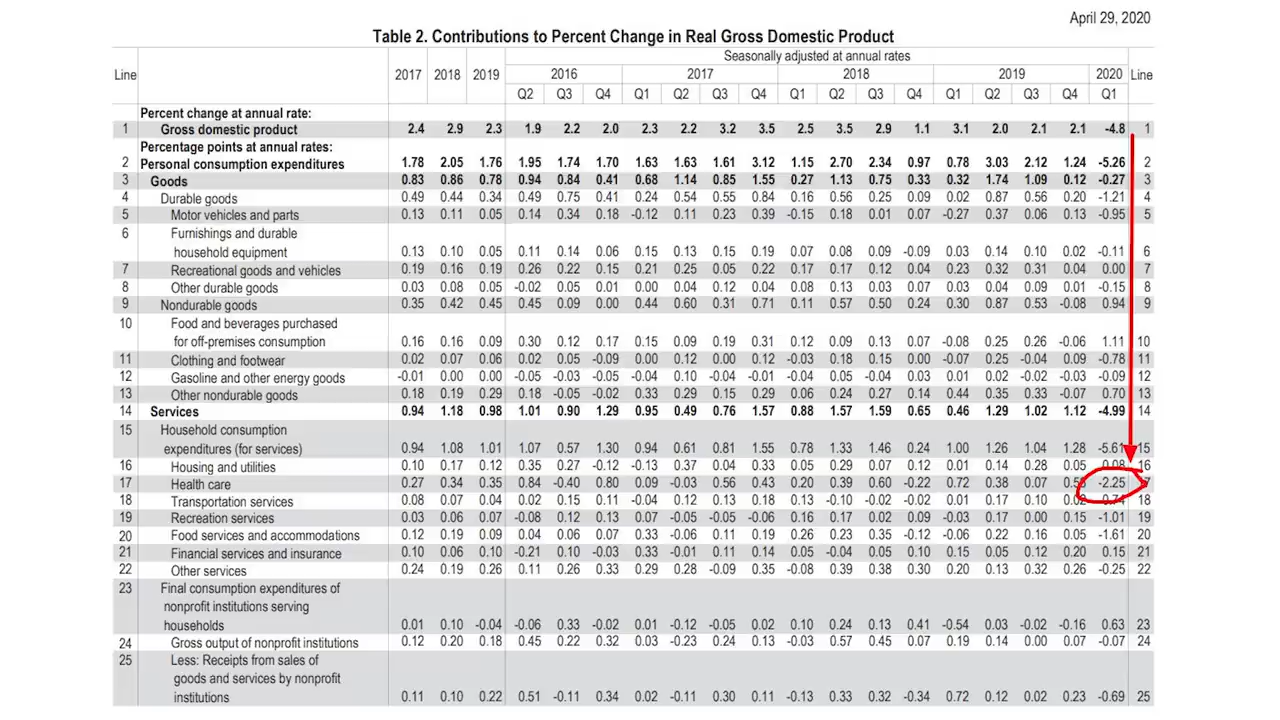 April 29, 2020
Table 2. Contributions to Percent Change in Real Gross Domestic Product
Seasonally adjusted at annual rates
Line 2017 2018 2019 2016 2017 2018 2019 2020 Line
Q2 Q3 Q4 Q1 Q2 Q3 Q4 Q1 Q2 Q3 Q4 Q1 Q2 Q3 Q4 Q1
Percent change at annual rate:
1 Gross domestic product 2.4 2.9 2.3 1.9 2.2 2.0 2.3 2.2 3.2 3.5 2.5 3.5 2.9 1.1 3.1 2.0 2.1 2.1 -4.8 1
Percentage points at annual rates:
2 Personal consumption expenditures 1.78 2.05 1.76 1.95 1.74 1.70 1.63 1.63 1.61 3.12 1.15 2.70 2.34 0.97 0.78 3.03 2.12 1.24 -5.26 2
3 Goods 0.83 0.86 0.78 0.94 0.84 0.41 0.68 1.14 0.85 1.55 0.27 1.13 0.75 0.33 0.32 1.74 1.09 0.12 -0.27 3
4 Durable goods 0.49 0.44 0.34 0.49 0.75 0.41 0.24 0.54 0.55 0.84 0.16 0.56 0.25 0.09 0.02 0.87 0.56 0.20 -1.21 4
5 Motor vehicles and parts 0.13 0.11 0.05 0.14 0.34 0.18 -0.12 0.11 0.23 0.39 -0.15 0.18 0.01 0.07 -0.27 0.37 0.06 0.13 -0.95 5
6 Furnishings and durable
household equipment 0.13 0.10 0.05 0.11 0.14 0.06 0.15 0.13 0.15 0.19 0.07 0.08 0.09 -0.09 0.03 0.14 0.10 0.02 -0.11 6
7 Recreational goods and vehicles 0.19 0.16 0.19 0.26 0.22 0.15 0.21 0.25 0.05 0.22 0.17 0.17 0.12 0.04 0.23 0.32 0.31 0.04 0.00 7
8 Other durable goods 0.03 0.08 0.05 -0.02 0.05 0.01 0.00 0.04 0.12 0.04 0.08 0.13 0.03 0.07 0.03 0.04 0.09 0.01 -0.15 8
9 Nondurable goods 0.35 0.42 0.45 0.45 0.09 0.00 0.44 0.60 0.31 0.71 0.11 0.57 0.50 0.24 0.30 0.87 0.53 -0.08 0.94 9
10 Food and beverages purchased
for off-premises consumption 0.16 0.16 0.09 0.30 0.12 0.17 0.15 0.09 0.19 0.31 0.12 0.09 0.13 0.07 -0.08 0.25 0.26 -0.06 1.11 10
11 Clothing and footwear 0.02 0.07 0.06 0.02 0.05 -0.09 0.00 0.12 0.00 0.12 -0.03 0.18 0.15 0.00 -0.07 0.25 -0.04 0.09 -0.78 11
12 Gasoline and other energy goods -0.01 0.00 0.00 -0.05 -0.03 -0.05 -0.04 0.10 -0.04 -0.01 -0.04 0.05 -0.04 0.03 0.01 0.02 -0.02 -0.03 -0.09 12
13 Other nondurable goods 0.18 0.19 0.29 0.18 -0.05 -0.02 0.33 0.29 0.15 0.29 0.06 0.24 0.27 0.14 0.44 0.35 0.33 -0.07 0.70 13
14 Services 0.94 1.18 0.98 1.01 0.90 1.29 0.95 0.49 0.76 1.57 0.88 1.57 1.59 0.65 0.46 1.29 1.02 1.12 -4.99 14
15 Household consumption
expenditures (for services) 0.94 1.08 1.01 1.07 0.57 1.30 0.94 0.61 0.81 1.55 0.78 1.33 1.46 0.24 1.00 1.26 1.04 1.28 -5.61 15
16 Housing and utilities 0.10 0.17 0.12 0.35 0.27 -0.12 -0.13 0.37 0.04 0.33 0.05 0.29 0.07 0.12 0.01 0.14 0.28 0.05 0.08 16
17 Health care 0.27 0.34 0.35 0.84 -0.40 0.80 0.09 -0.03 0.56 0.43 0.20 0.39 0.60 -0.22 0.72 0.38 0.07 -2.25
18 Transportation services 0.08 0.07 0.04 0.02 0.15 0.11 -0.04 0.12 0.13 0.18 0.13 -0.10 -0.02 -0.02 0.01 0.17 0.10 18
19 Recreation services 0.03 0.06 0.07 -0.08 0.12 0.13 0.07 -0.05 -0.05 -0.06 0.16 0.17 0.02 0.09 -0.03 0.17 0.00 0.15 -1.01 19
20 Food services and accommodations 0.12 0.19 0.09 0.04 0.06 0.07 0.33 -0.06 0.11 0.19 0.26 0.23 0.35 -0.12 -0.06 0.22 0.16 0.05 -1.61 20
21 Financial services and insurance 0.10 0.06 0.10 -0.21 0.10 -0.03 0.33 -0.01 0.11 0.14 0.05 -0.04 0.05 0.10 0.15 0.05 0.12 0.20 0.15 21
22 Other services 0.24 0.19 0.26 0.11 0.26 0.33 0.29 0.28 -0.09 0.35 -0.08 0.39 0.38 0.30 0.20 0.13 0.32 0.26 -0.25 22
23 Final consumption expenditures of
nonprofit institutions serving
households 0.01 0.10 -0.04 -0.06 0.33 -0.02 0.01 -0.12 -0.05 0.02 0.10 0.24 0.13 0.41 -0.54 0.03 -0.02 -0.16 0.63 23
24 Gross output of nonprofit institutions 0.12 0.20 0.18 0.45 0.22 0.32 0.03 -0.23 0.24 0.13 -0.03 0.57 0.45 0.07 0.19 0.14 0.00 0.07 -0.07 24
25 Less: Receipts from sales of
goods and services by nonprofit
institutions 0.11 0.10 0.22 0.51 -0.11 0.34 0.02 -0.11 0.30 0.11 -0.13 0.33 0.32 -0.34 0.72 0.12 0.02 0.23 -0.69 25